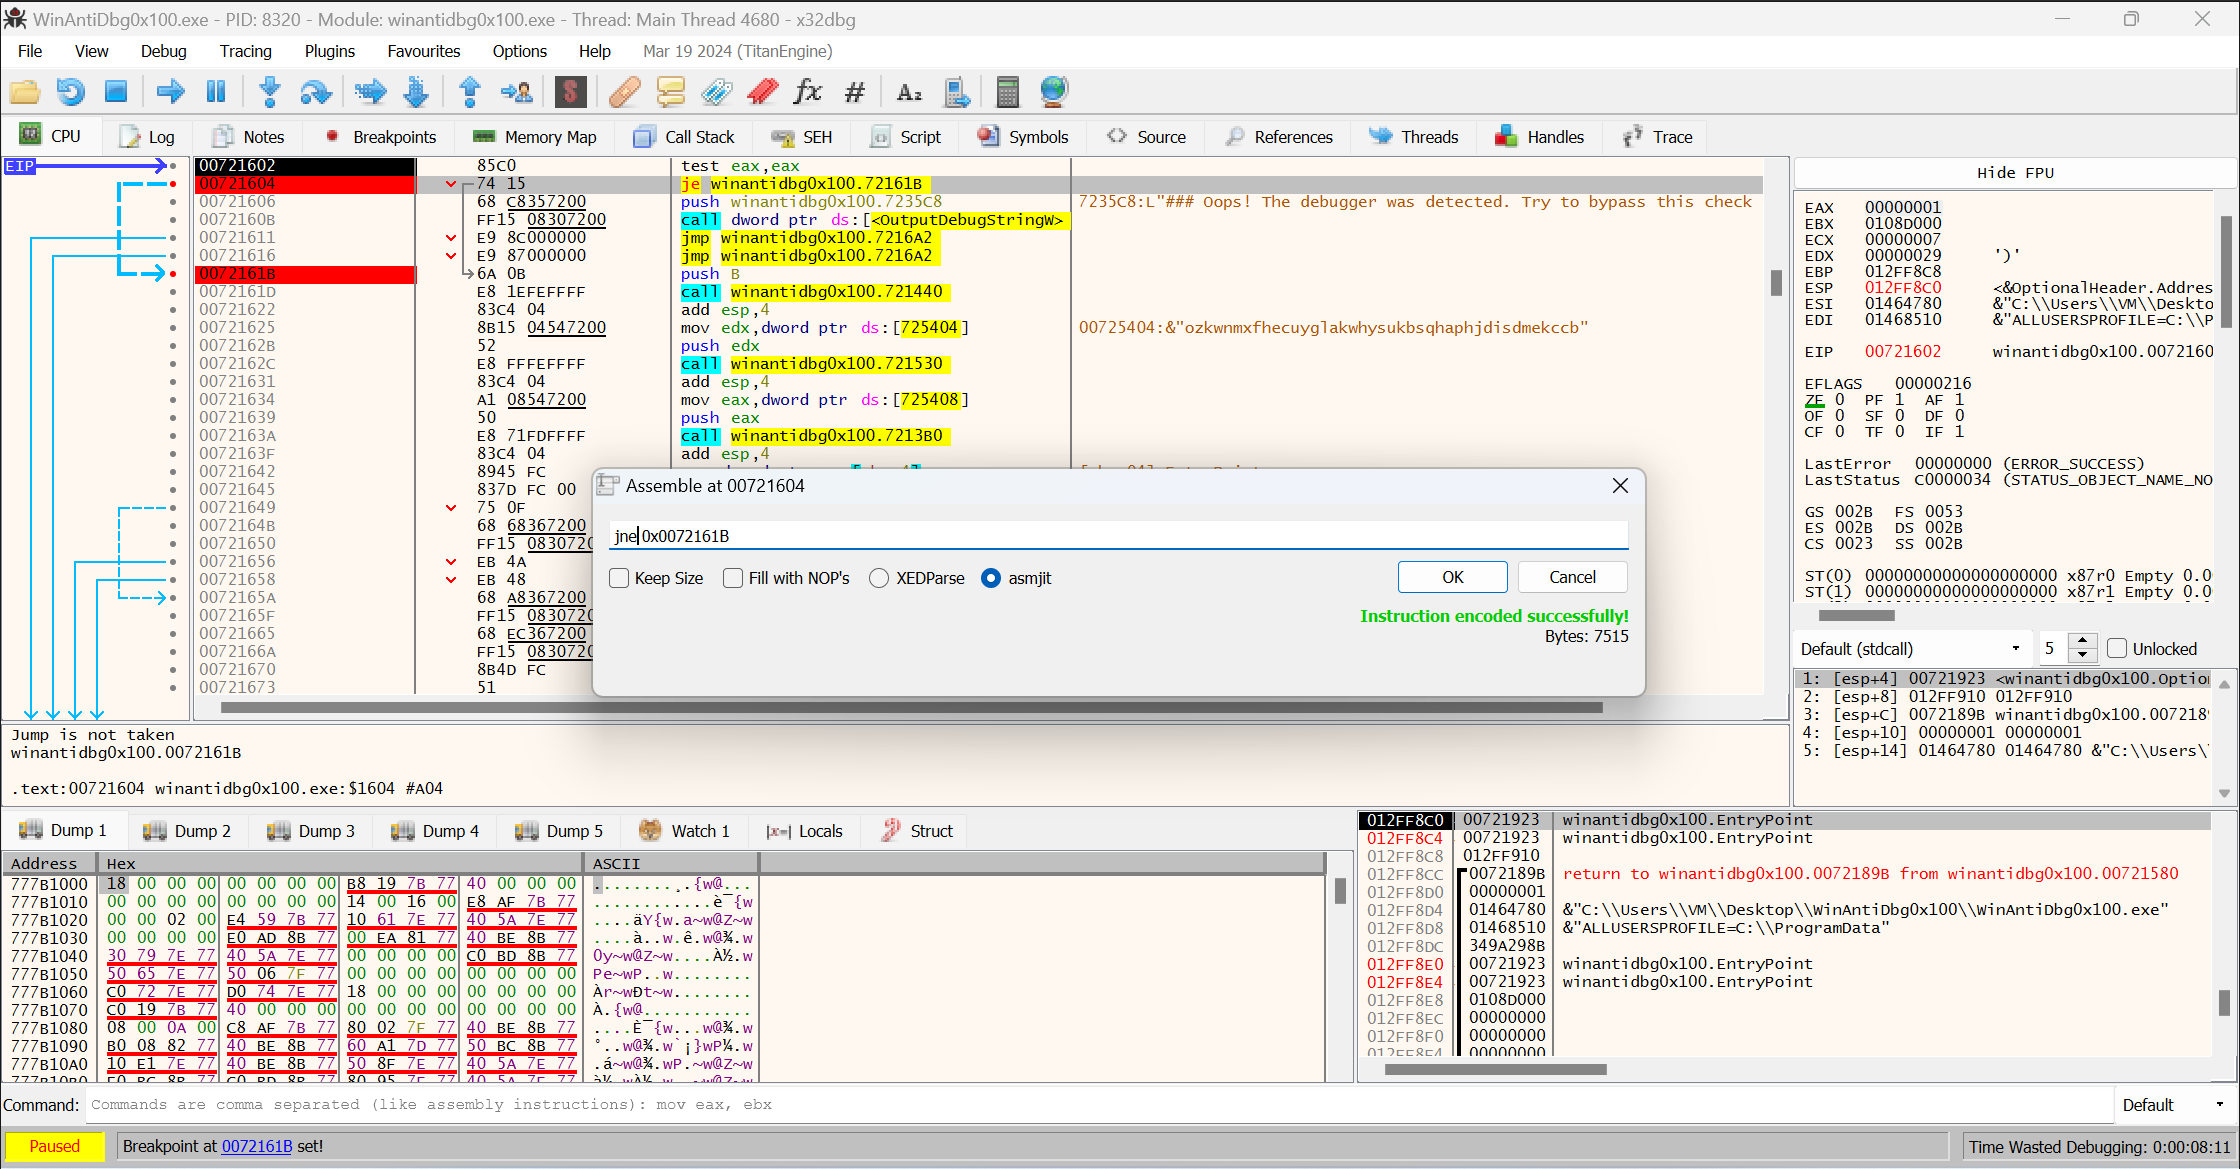 WinAntiDbg0x100.exe - PID: 8320 - Module: winantidbg0x100.exe - Thread: Main Thread 4680 - x32dbg
File View Debug Tracing Plugins Favourites Options Help Mar 19 2024 (TitanEngine)
CPU Log Notes Breakpoints Memory Map Call Stack SEH Script Symbols Source References Threads Handles Trace
EIP 00721602 85C0 test eax,eax
00721604 74 15 je winantidbg0x100.72161B
00721606 68 C8357200 push winantidbg0x100.7235C8 7235C8:L"### Oops! The debugger was detected. Try to bypass this check
0072160B FF15 08307200 call dword ptr ds:[<OutputDebugStringW>
00721611 E9 8C000000 jmp winantidbg0x100.7216A2
00721616 E9 87000000 jmp winantidbg0x100.7216A2
0072161B 6A 0B push B
0072161D E8 1EFEFFFF call winantidbg0x100.721440
00721622 83C4 04 add esp,4
00721625 8B15 04547200 mov edx,dword ptr ds:[725404] 00725404:&"ozkwnmxfhecuyglakwhysukbsqhaphjdisdmekccb"
0072162B 52 push edx
0072162C E8 FFFEFFFF call winantidbg0x100.721530
00721631 83C4 04 add esp,4
00721634 A1 08547200 mov eax,dword ptr ds:[725408]
00721639 50 push eax
0072163A E8 71FDFFFF call winantidbg0x100.7213B0
0072163F 83C4 04 add esp,4
00721642 8945 FC
00721645 837D FC 00
00721649 75 0F
0072164B 68 68367200
00721650 FF15 0830720
00721656 EB 4A
00721658 EB 48
0072165A 68 A8367200
0072165F FF15 0830720
00721665 68 EC367200
0072166A FF15 0830720
00721670 8B4D FC
00721673 51
Assemble at 00721604
jne 0x0072161B
Keep Size Fill with NOP's XEDParse asmjit OK Cancel
Instruction encoded successfully!
Bytes: 7515
Hide FPU
EAX 00000001
EBX 0108D000
ECX 00000007
EDX 00000029 ')'
EBP 012FF8C8
ESP 012FF8C0 <&OptionalHeader.Addres
ESI 01464780 &"C:\\Users\\VM\\Deskto
EDI 01468510 &"ALLUSERSPROFILE=C:\\P
EIP 00721602 winantidbg0x100.0072160
EFLAGS 00000216
ZF 0 PF 1 AF 1
OF 0 SF 0 DF 0
CF 0 TF 0 IF 1
LastError 00000000 (ERROR_SUCCESS)
LastStatus C0000034 (STATUS_OBJECT_NAME_NO
GS 002B FS 0053
ES 002B DS 002B
CS 0023 SS 002B
ST(0) 00000000000000000000 x87r0 Empty 0.0
ST(1) 00000000000000000000 x87r1 Empty 0.0
Default (stdcall) 5 Unlocked
1: [esp+4] 00721923 <winantidbg0x100.Option
2: [esp+8] 012FF910 012FF910
3: [esp+C] 0072189B winantidbg0x100.0072189
4: [esp+10] 00000001 00000001
5: [esp+14] 01464780 01464780 &"C:\\Users\
Jump is not taken
winantidbg0x100.0072161B
.text:00721604 winantidbg0x100.exe:$1604 #A04
Dump 1 Dump 2 Dump 3 Dump 4 Dump 5 Watch 1 Locals Struct
Address Hex ASCII
777B1000 18 00 00 00 00 00 00 00 B8 19 7B 77 40 00 00 00 .........{w@...
777B1010 00 00 00 00 00 00 00 00 14 00 16 00 E8 AF 7B 77 ............è¯{w
777B1020 00 00 02 00 E4 59 7B 77 10 61 7E 77 40 5A 7E 77 ....äY{w.a~w@Z~w
777B1030 00 00 00 00 E0 AD 8B 77 00 EA 81 77 40 BE 8B 77 ....à..w.ê.w@¾.w
777B1040 30 79 7E 77 40 5A 7E 77 00 00 00 00 C0 BD 8B 77 0y~w@Z~w....À½.w
777B1050 50 65 7E 77 50 06 7F 77 00 00 00 00 00 00 00 00 Pe~wP..w........
777B1060 C0 72 7E 77 D0 74 7E 77 18 00 00 00 00 00 00 00 Àr~wÐt~w........
777B1070 C0 19 7B 77 40 00 00 00 00 00 00 00 00 00 00 00 À.{w@...........
777B1080 08 00 0A 00 C8 AF 7B 77 80 02 7F 77 40 BE 8B 77 ....È¯{w...w@¾.w
777B1090 B0 08 82 77 40 BE 8B 77 60 A1 7D 77 50 BC 8B 77 °..w@¾.w`¡}wP¼.w
777B10A0 10 E1 7E 77 40 BE 8B 77 50 8F 7E 77 40 5A 7E 77 .á~w@¾.wP.~w@Z~w
012FF8C0 00721923 winantidbg0x100.EntryPoint
012FF8C4 00721923 winantidbg0x100.EntryPoint
012FF8C8 012FF910
012FF8CC 0072189B return to winantidbg0x100.0072189B from winantidbg0x100.00721580
012FF8D0 00000001
012FF8D4 01464780 &"C:\\Users\\VM\\Desktop\\WinAntiDbg0x100\\WinAntiDbg0x100.exe"
012FF8D8 01468510 &"ALLUSERSPROFILE=C:\\ProgramData"
012FF8DC 349A298B
012FF8E0 00721923 winantidbg0x100.EntryPoint
012FF8E4 00721923 winantidbg0x100.EntryPoint
012FF8E8 0108D000
012FF8EC 00000000
012FF8F0 00000000
012FF8F4 00000000
Command: Commands are comma separated (like assembly instructions): mov eax, ebx Default
Paused Breakpoint at 0072161B set! Time Wasted Debugging: 0:00:08:11